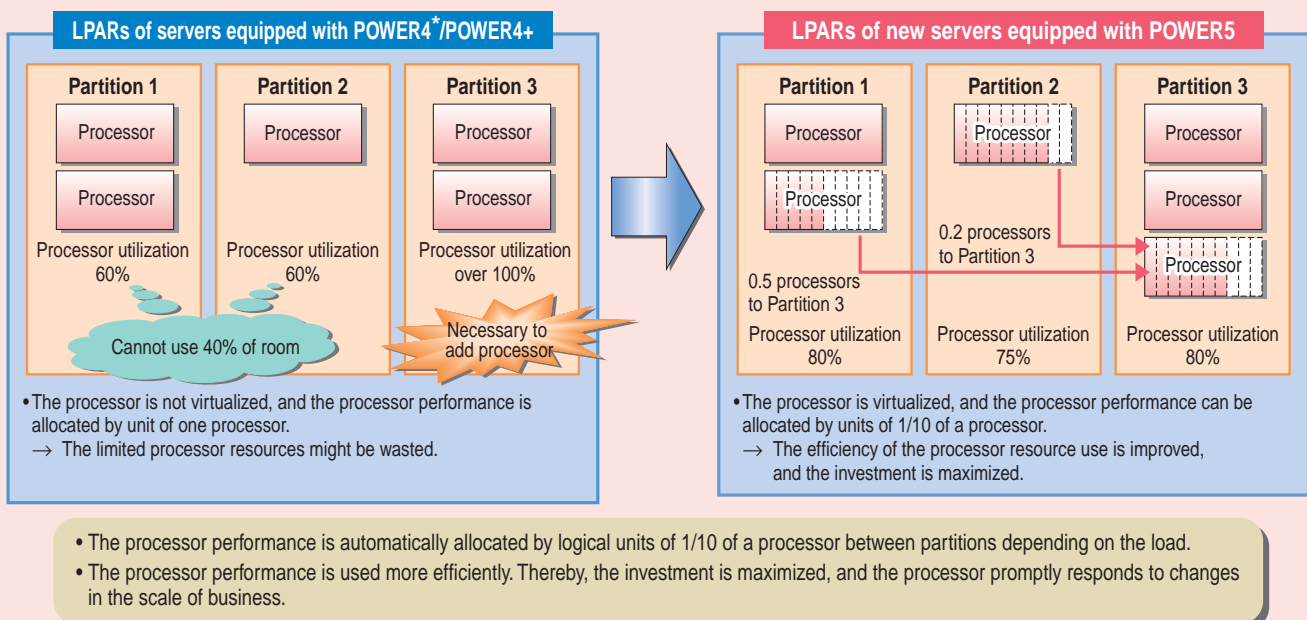 LPARs of servers equipped with POWER4*/POWER4+
Partition 1
Processor
Processor
Processor utilization
60%
Partition 2
Processor
Processor utilization
60%
Partition 3
Processor
Processor
Processor utilization
over 100%
Cannot use 40% of room
Necessary to
add processor
• The processor is not virtualized, and the processor performance is
allocated by unit of one processor.
→ The limited processor resources might be wasted.
LPARs of new servers equipped with POWER5
Partition 1
Processor
Processor
0.5 processors
to Partition 3
Processor utilization
80%
Partition 2
Processor
0.2 processors
to Partition 3
Processor utilization
75%
Partition 3
Processor
Processor
Processor
Processor utilization
80%
• The processor is virtualized, and the processor performance can be
allocated by units of 1/10 of a processor.
→ The efficiency of the processor resource use is improved,
and the investment is maximized.
• The processor performance is automatically allocated by logical units of 1/10 of a processor between partitions depending on the load.
• The processor performance is used more efficiently. Thereby, the investment is maximized, and the processor promptly responds to changes
in the scale of business.